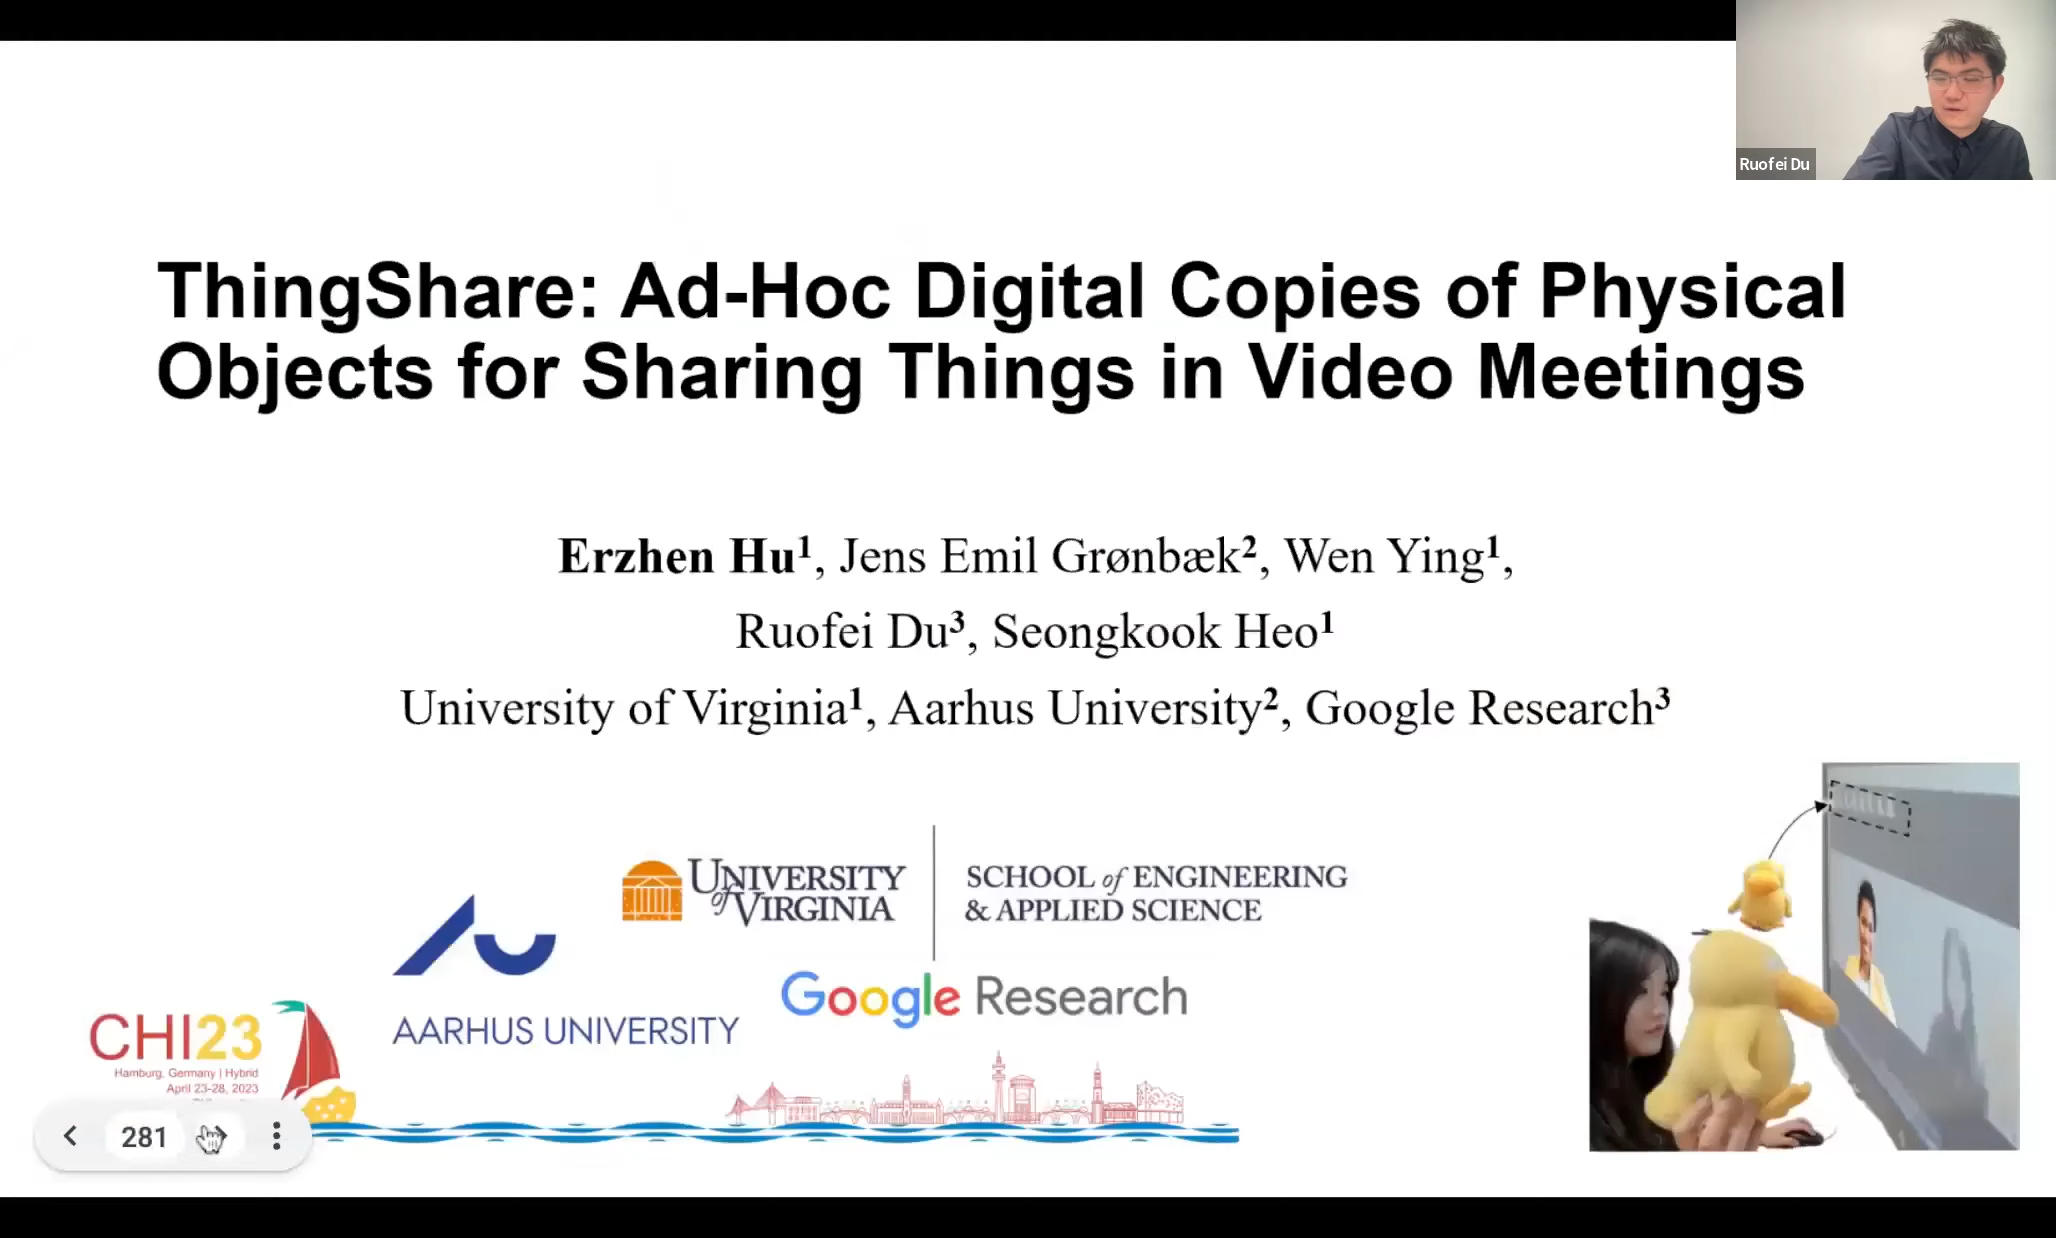 Ruofei Du
ThingShare: Ad-Hoc Digital Copies of Physical
Objects for Sharing Things in Video Meetings
Erzhen Hu¹, Jens Emil Grønbæk², Wen Ying¹,
Ruofei Du³, Seongkook Heo¹
University of Virginia¹, Aarhus University², Google Research³
UNIVERSITY
of VIRGINIA
SCHOOL of ENGINEERING
& APPLIED SCIENCE
AARHUS UNIVERSITY
Google Research
CHI23
Hamburg, Germany | Hybrid
April 23-28, 2023
281